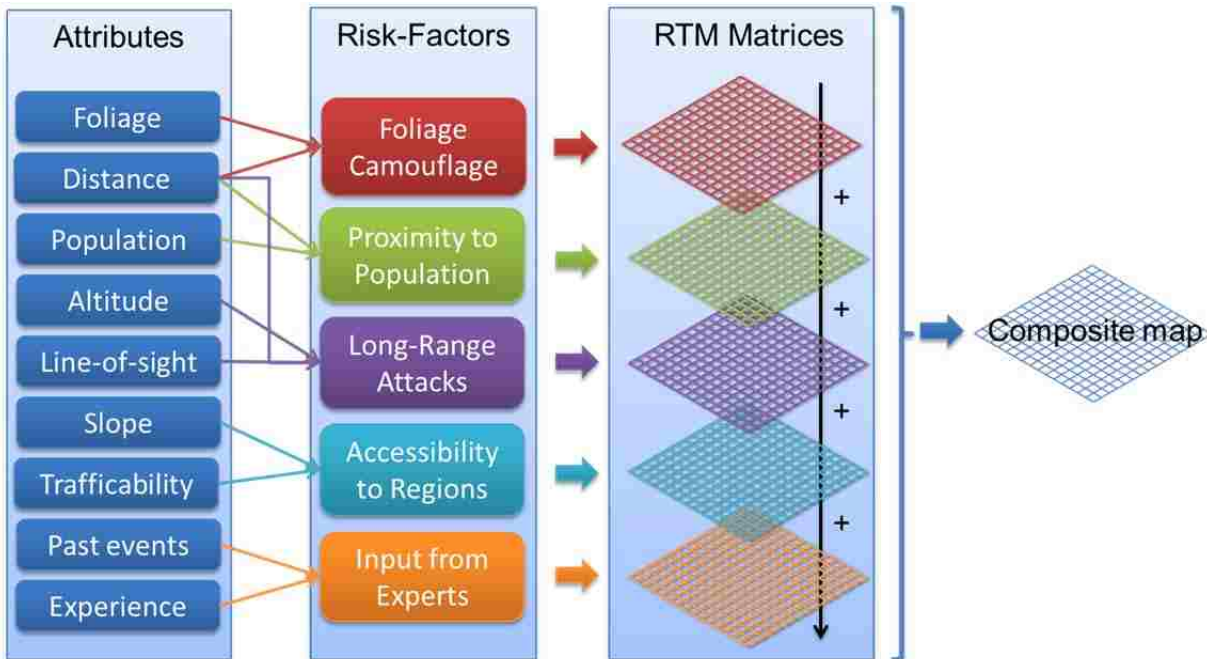 Attributes
Foliage
Distance
Population
Altitude
Line-of-sight
Slope
Trafficability
Past events
Experience
Risk-Factors
Foliage
Camouflage
Proximity to
Population
Long-Range
Attacks
Accessibility
to Regions
Input from
Experts
RTM Matrices
+
+
+
+
Composite map